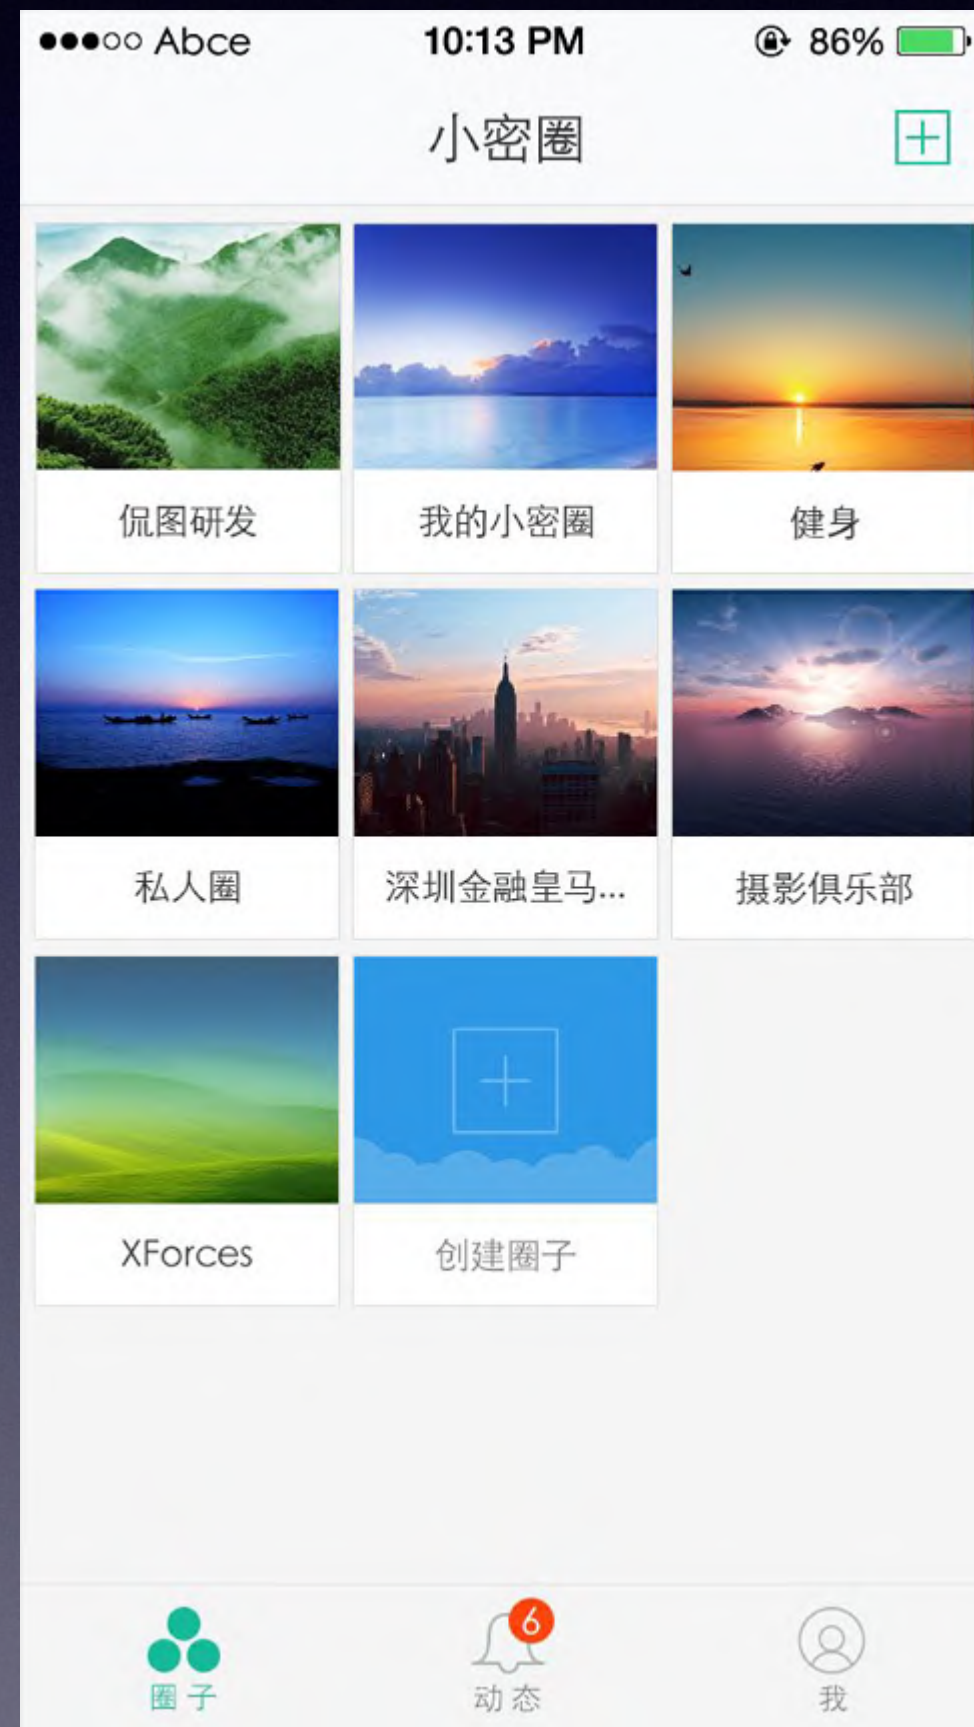 Abce 10:13 PM 86%
小密圈
侃图研发 我的小密圈 健身
私人圈 深圳金融皇马... 摄影俱乐部
XForces 创建圈子
6
圈子 动态 我